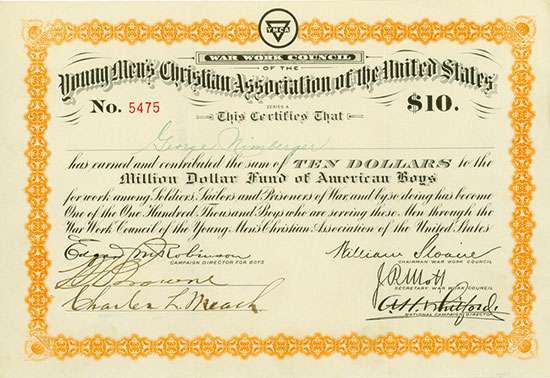 YMCA
WAR WORK COUNCIL
OF THE
Young Men's Christian Association of the United States
No. 5475
SERIES A
$10.
This Certifies That
George Nimberger
has earned and contributed the sum of TEN DOLLARS to the
Million Dollar Fund of American Boys
for work among Soldiers, Sailors and Prisoners of War, and by so doing has become
One of the One Hundred Thousand Boys who are serving these Men through the
War Work Council of the Young Men's Christian Association of the United States
Edgar M. Robinson
CAMPAIGN DIRECTOR FOR BOYS
William Sloane
CHAIRMAN WAR WORK COUNCIL
Browne
J.R. Mott
SECRETARY WAR WORK COUNCIL
Charles L. Meach
A.H. Whitford
NATIONAL CAMPAIGN DIRECTOR